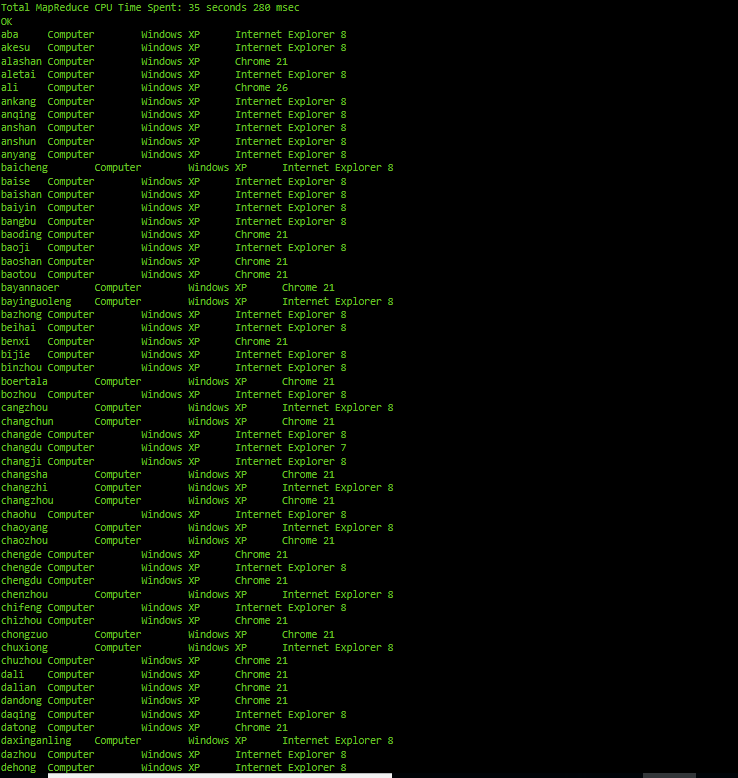 Total MapReduce CPU Time Spent: 35 seconds 280 msec
OK
aba Computer Windows XP Internet Explorer 8
akesu Computer Windows XP Internet Explorer 8
alashan Computer Windows XP Chrome 21
aletai Computer Windows XP Internet Explorer 8
ali Computer Windows XP Chrome 26
ankang Computer Windows XP Internet Explorer 8
anqing Computer Windows XP Internet Explorer 8
anshan Computer Windows XP Internet Explorer 8
anshun Computer Windows XP Internet Explorer 8
anyang Computer Windows XP Internet Explorer 8
baicheng Computer Windows XP Internet Explorer 8
baise Computer Windows XP Internet Explorer 8
baishan Computer Windows XP Internet Explorer 8
baiyin Computer Windows XP Internet Explorer 8
bangbu Computer Windows XP Internet Explorer 8
baoding Computer Windows XP Chrome 21
baoji Computer Windows XP Internet Explorer 8
baoshan Computer Windows XP Chrome 21
baotou Computer Windows XP Chrome 21
bayannaoer Computer Windows XP Chrome 21
bayinguoleng Computer Windows XP Internet Explorer 8
bazhong Computer Windows XP Internet Explorer 8
beihai Computer Windows XP Internet Explorer 8
benxi Computer Windows XP Chrome 21
bijie Computer Windows XP Internet Explorer 8
binzhou Computer Windows XP Internet Explorer 8
boertala Computer Windows XP Chrome 21
bozhou Computer Windows XP Internet Explorer 8
cangzhou Computer Windows XP Internet Explorer 8
changchun Computer Windows XP Chrome 21
changde Computer Windows XP Internet Explorer 8
changdu Computer Windows XP Internet Explorer 7
changji Computer Windows XP Internet Explorer 8
changsha Computer Windows XP Chrome 21
changzhi Computer Windows XP Internet Explorer 8
changzhou Computer Windows XP Chrome 21
chaohu Computer Windows XP Internet Explorer 8
chaoyang Computer Windows XP Internet Explorer 8
chaozhou Computer Windows XP Chrome 21
chengde Computer Windows XP Chrome 21
chengde Computer Windows XP Internet Explorer 8
chengdu Computer Windows XP Chrome 21
chenzhou Computer Windows XP Internet Explorer 8
chifeng Computer Windows XP Internet Explorer 8
chizhou Computer Windows XP Chrome 21
chongzuo Computer Windows XP Chrome 21
chuxiong Computer Windows XP Internet Explorer 8
chuzhou Computer Windows XP Chrome 21
dali Computer Windows XP Chrome 21
dalian Computer Windows XP Chrome 21
dandong Computer Windows XP Chrome 21
daqing Computer Windows XP Internet Explorer 8
datong Computer Windows XP Chrome 21
daxinganling Computer Windows XP Internet Explorer 8
dazhou Computer Windows XP Internet Explorer 8
dehong Computer Windows XP Internet Explorer 8